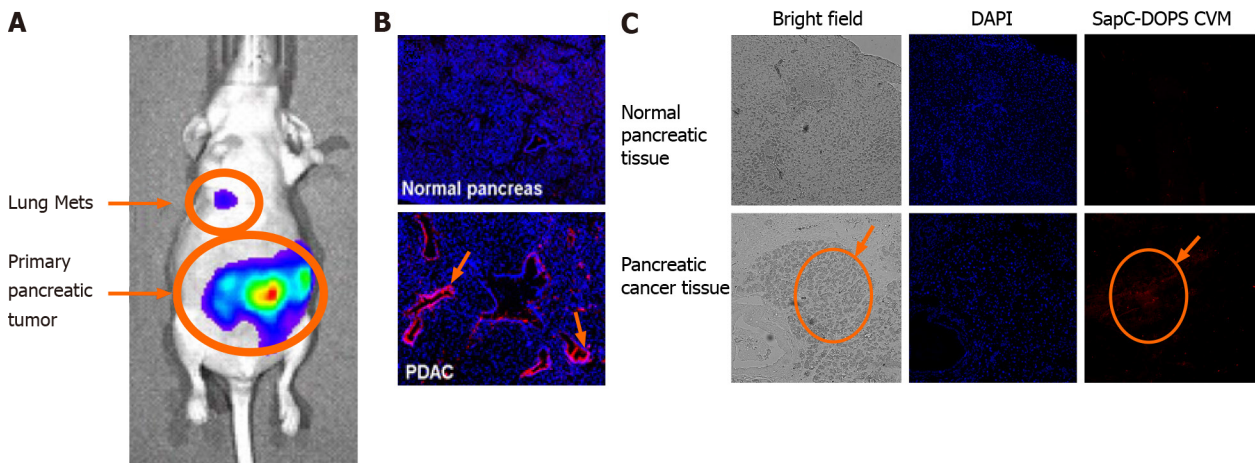 A
Lung Mets
Primary
pancreatic
tumor
B
Normal pancreas
PDAC
C
Bright field
DAPI
SapC-DOPS CVM
Normal
pancreatic
tissue
Pancreatic
cancer tissue